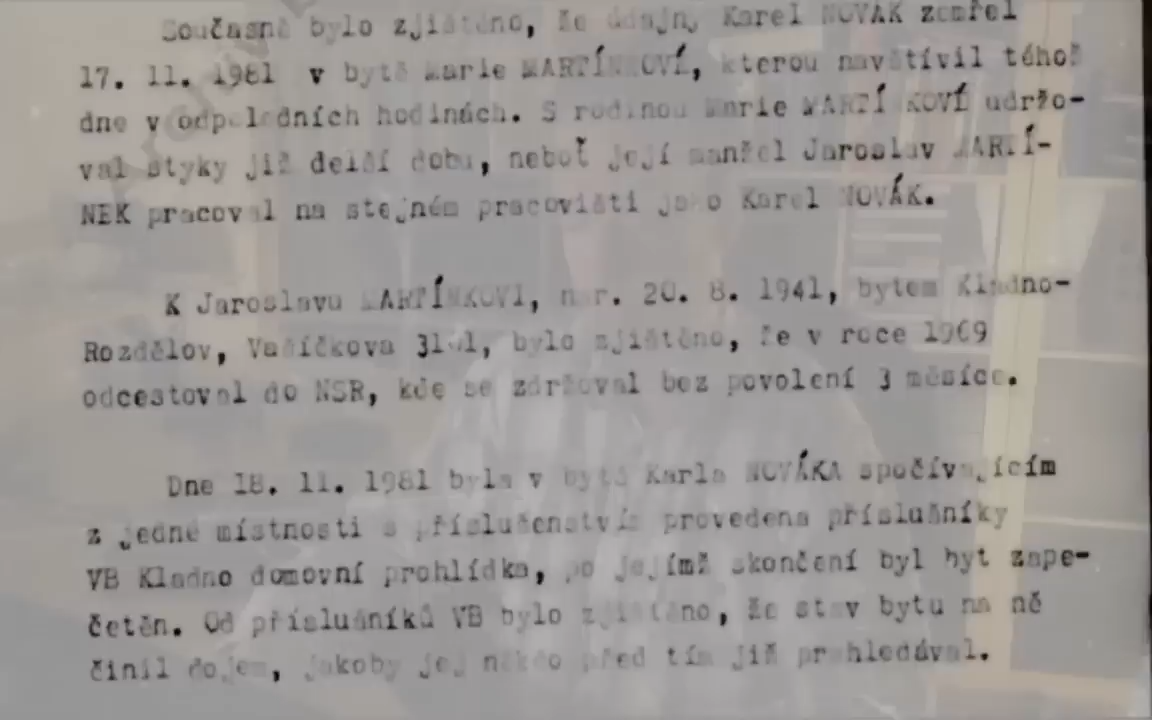 Současně bylo zjištěno, že údajný Karel NOVÁK zemřel
17. 11. 1981 v bytě Marie MARTÍNKOVÉ, kterou navštívil téhož
dne v odpoledních hodinách. S rodinou Marie MARTÍNKOVÉ udržo-
val styky již delší dobu, neboť její manžel Jaroslav MARTÍ-
NEK pracoval na stejném pracovišti jako Karel NOVÁK.
K Jaroslavu MARTÍNKOVI, nar. 20. 8. 1941, bytem Kladno-
Rozdělov, Vašíčkova bylo zjištěno, že v roce 1969
odcestoval do NSR, kde se zdržoval bez povolení 3 měsíce.
Dne 18. 11. 1981 byla v bytě Karla NOVÁKA spočívajícím
z jedné místnosti s příslušenstvím provedena příslušníky
VB Kladno domovní prohlídka, po jejímž skončení byl byt zape-
četěn. Od příslušníků VB bylo zjištěno, že stav bytu na ně
činil dojem, jakoby jej někdo před tím již prohledával.